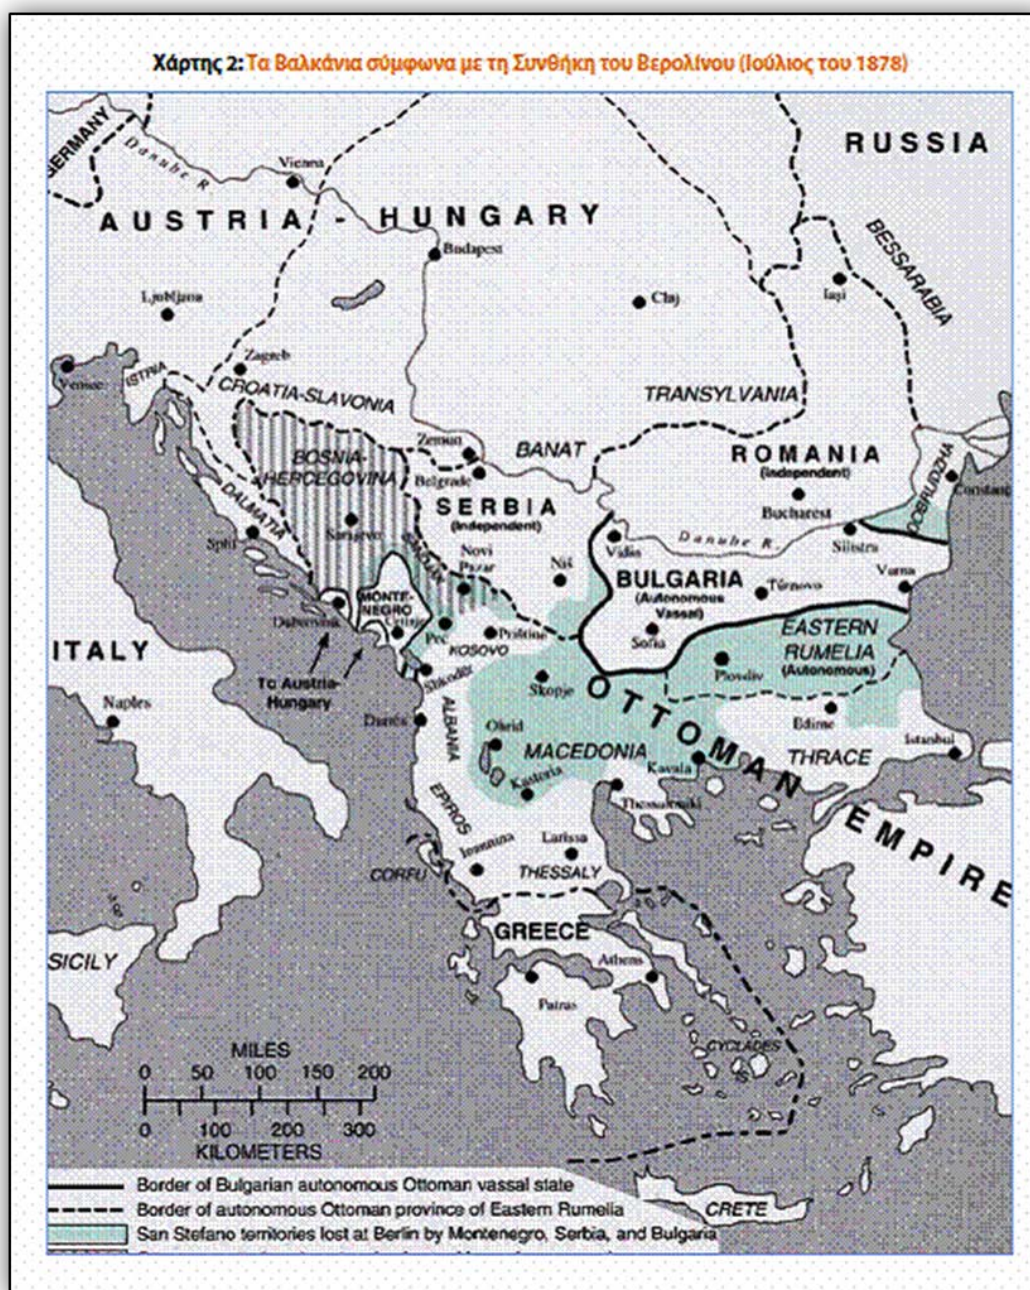 Χάρτης 2: Τα Βαλκάνια σύμφωνα με τη Συνθήκη του Βερολίνου (Ιούλιος του 1878)
GERMANY
Danube R
Vienna
RUSSIA
AUSTRIA - HUNGARY
BESSARABIA
Budapest
Iaşi
Ljubljana
Cluj
Zagreb
Venice
ISTRIA
CROATIA-SLAVONIA
TRANSYLVANIA
Zemun
BANAT
ROMANIA
(Independent)
BOSNIA-
HERCEGOVINA
Belgrade
SERBIA
(Independent)
Bucharest
DOBRUDZHA
Constanţ
DALMATIA
Split
Sarajevo
SANDJAK
Novi
Pazar
Niš
Vidin
Danube R.
Silistra
BULGARIA
(Autonomous
Vassal)
Tŭrnovo
Varna
MONTE-
NEGRO
Cetinje
Dubrovnik
Peć
Priština
KOSOVO
Sofia
EASTERN
RUMELIA
(Autonomous)
Plovdiv
ITALY
To Austria-
Hungary
Shkodër
Skopje
OTTOMAN EMPIRE
Naples
Durrës
ALBANIA
Ohrid
MACEDONIA
Edirne
THRACE
Istanbul
Kavala
Kastoria
Thessaloniki
EPIROS
Ioannina
Larissa
CORFU
THESSALY
GREECE
SICILY
Athens
Patras
CYCLADES
MILES
0 50 100 150 200
0 100 200 300
KILOMETERS
CRETE
Border of Bulgarian autonomous Ottoman vassal state
Border of autonomous Ottoman province of Eastern Rumelia
San Stefano territories lost at Berlin by Montenegro, Serbia, and Bulgaria